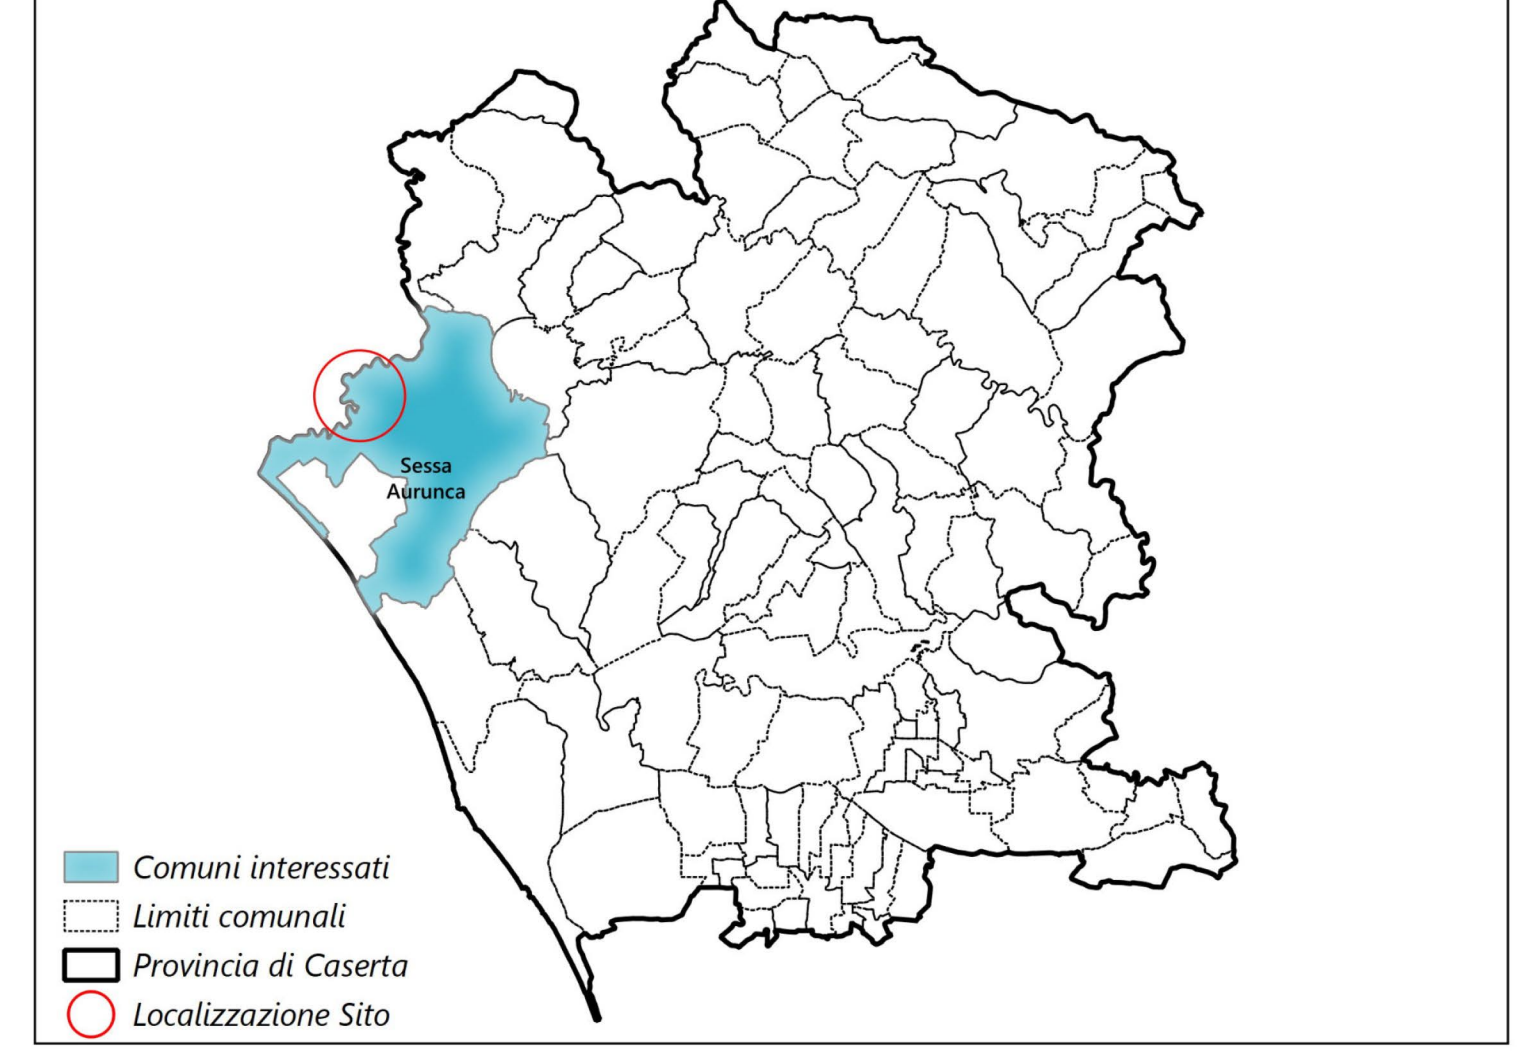 Sessa
Aurunca
Comuni interessati
Limiti comunali
Provincia di Caserta
Localizzazione Sito